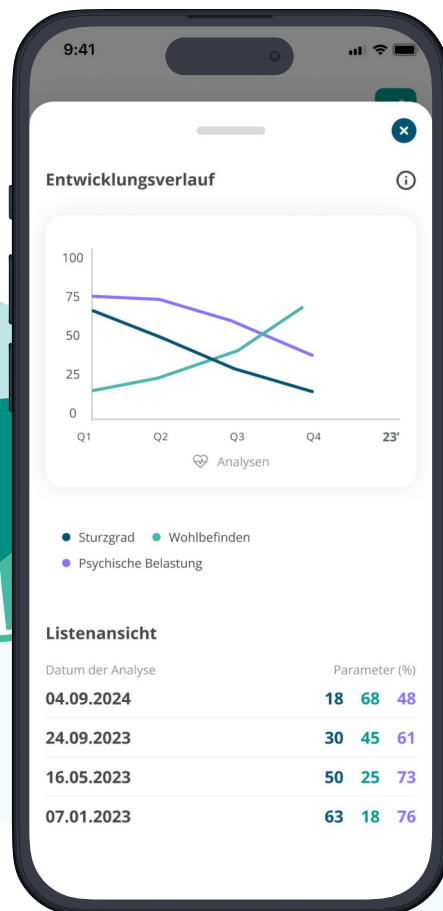 9:41
Entwicklungsverlauf
100
75
50
25
0
Q1 Q2 Q3 Q4 23’
Analysen
Sturzgrad Wohlbefinden
Psychische Belastung
Listenansicht
Datum der Analyse Parameter (%)
04.09.2024 18 68 48
24.09.2023 30 45 61
16.05.2023 50 25 73
07.01.2023 63 18 76